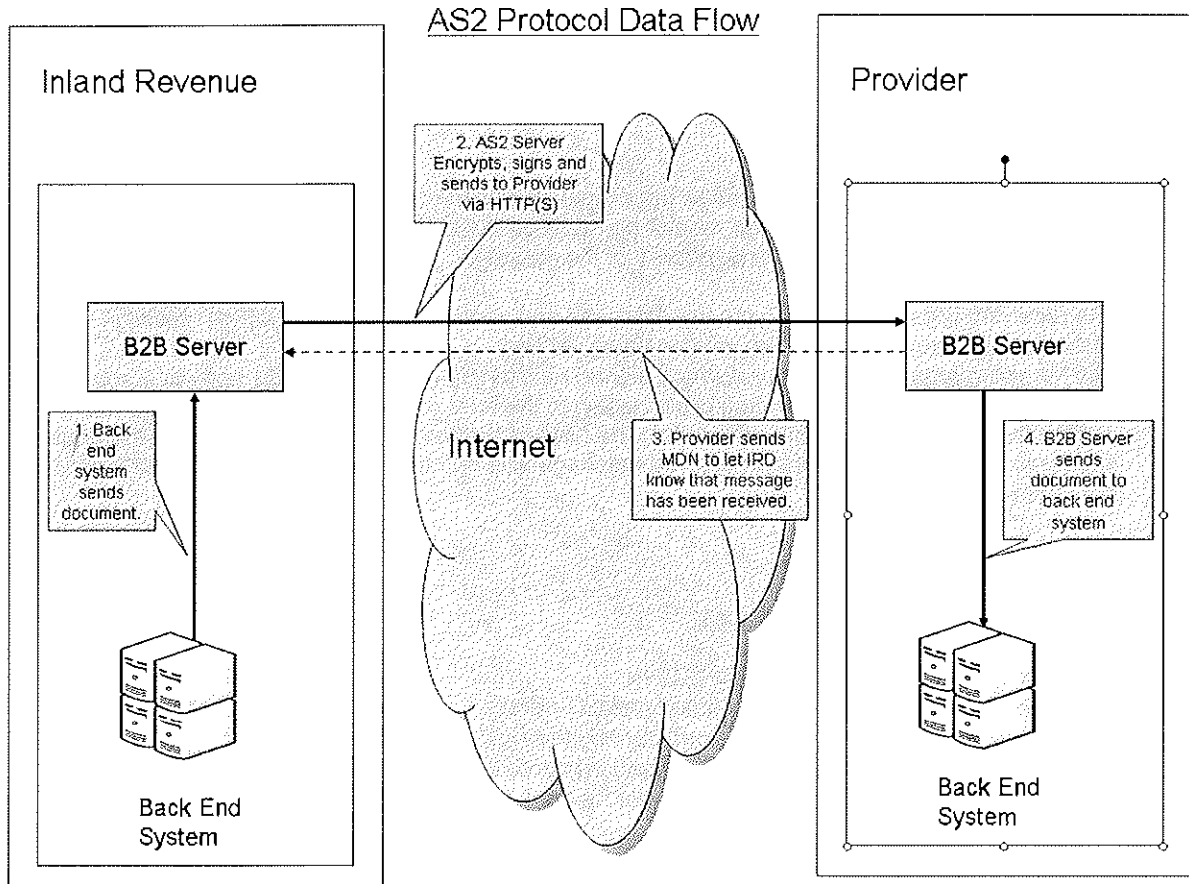 AS2 Protocol Data Flow
Inland Revenue
Provider
2. AS2 Server
Encrypts, signs and
sends to Provider
via HTTP(S)
B2B Server
B2B Server
1. Back
end
system
sends
document.
Internet
3. Provider sends
MDN to let IRD
know that message
has been received.
4. B2B Server
sends
document to
back end
system
Back End
System
Back End
System